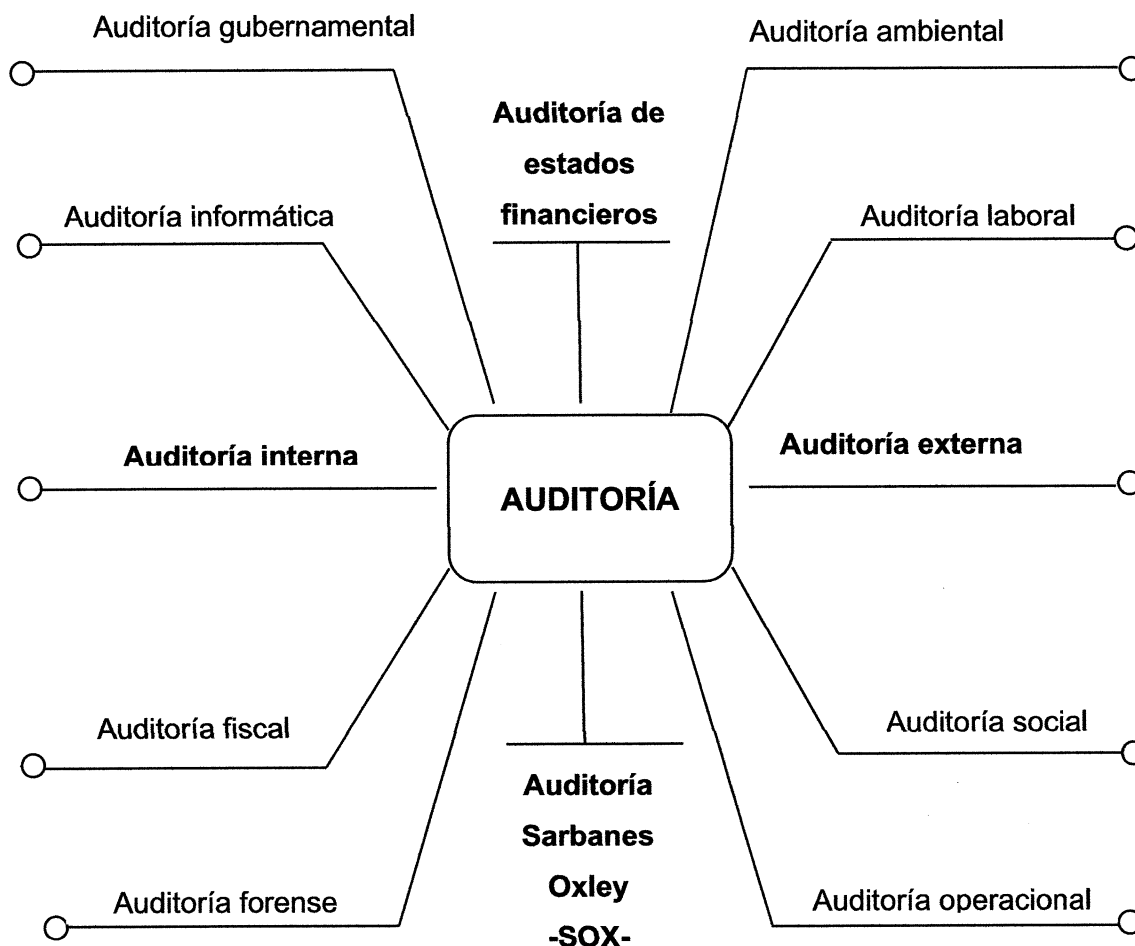 Auditoría gubernamental
Auditoría ambiental
Auditoría de
estados
financieros
Auditoría informática
Auditoría laboral
Auditoría interna
Auditoría externa
AUDITORÍA
Auditoría fiscal
Auditoría social
Auditoría
Sarbanes
Oxley
-SOX-
Auditoría forense
Auditoría operacional